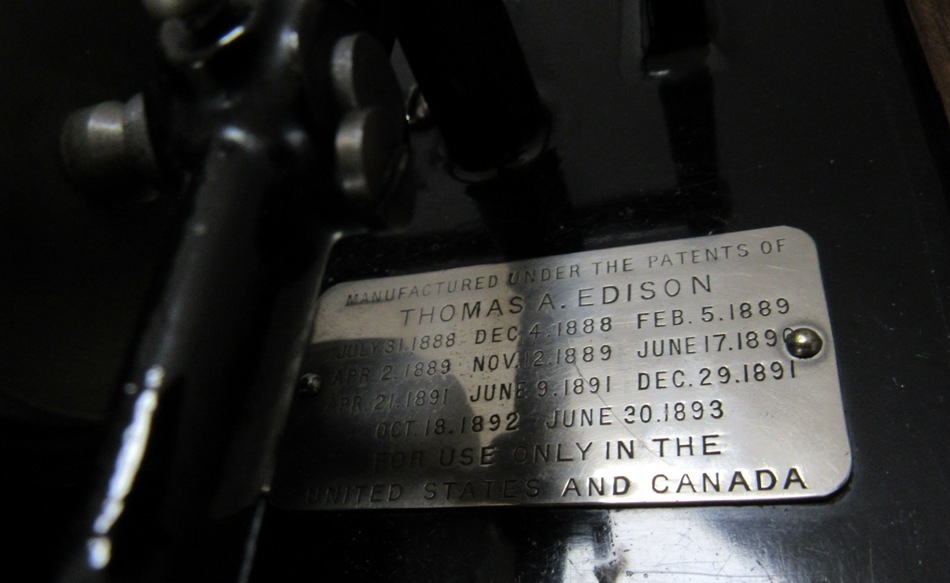 MANUFACTURED UNDER THE PATENTS OF
THOMAS A. EDISON
JULY 31.1888 DEC 4.1888 FEB. 5.1889
APR. 2.1889 NOV. 12.1889 JUNE 17.1890
APR. 21.1891 JUNE 9.1891 DEC. 29.1891
OCT. 18.1892 JUNE 30.1893
FOR USE ONLY IN THE
UNITED STATES AND CANADA